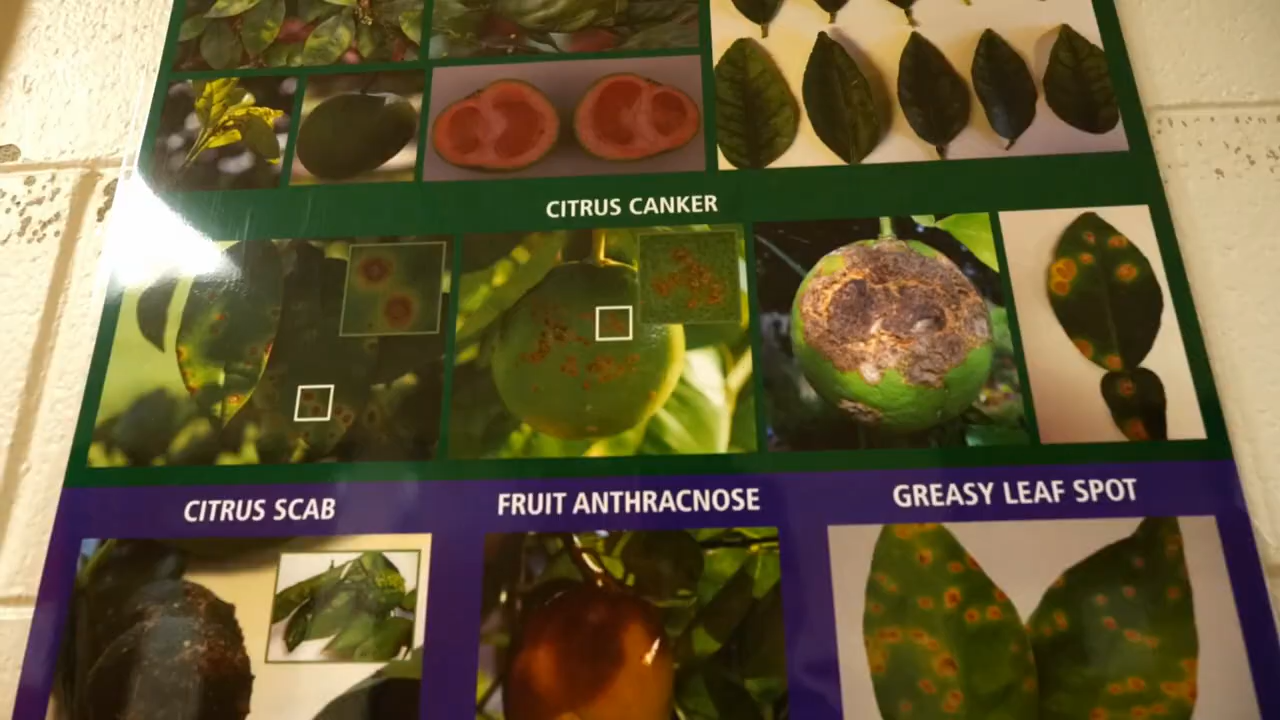 CITRUS CANKER
CITRUS SCAB
FRUIT ANTHRACNOSE
GREASY LEAF SPOT